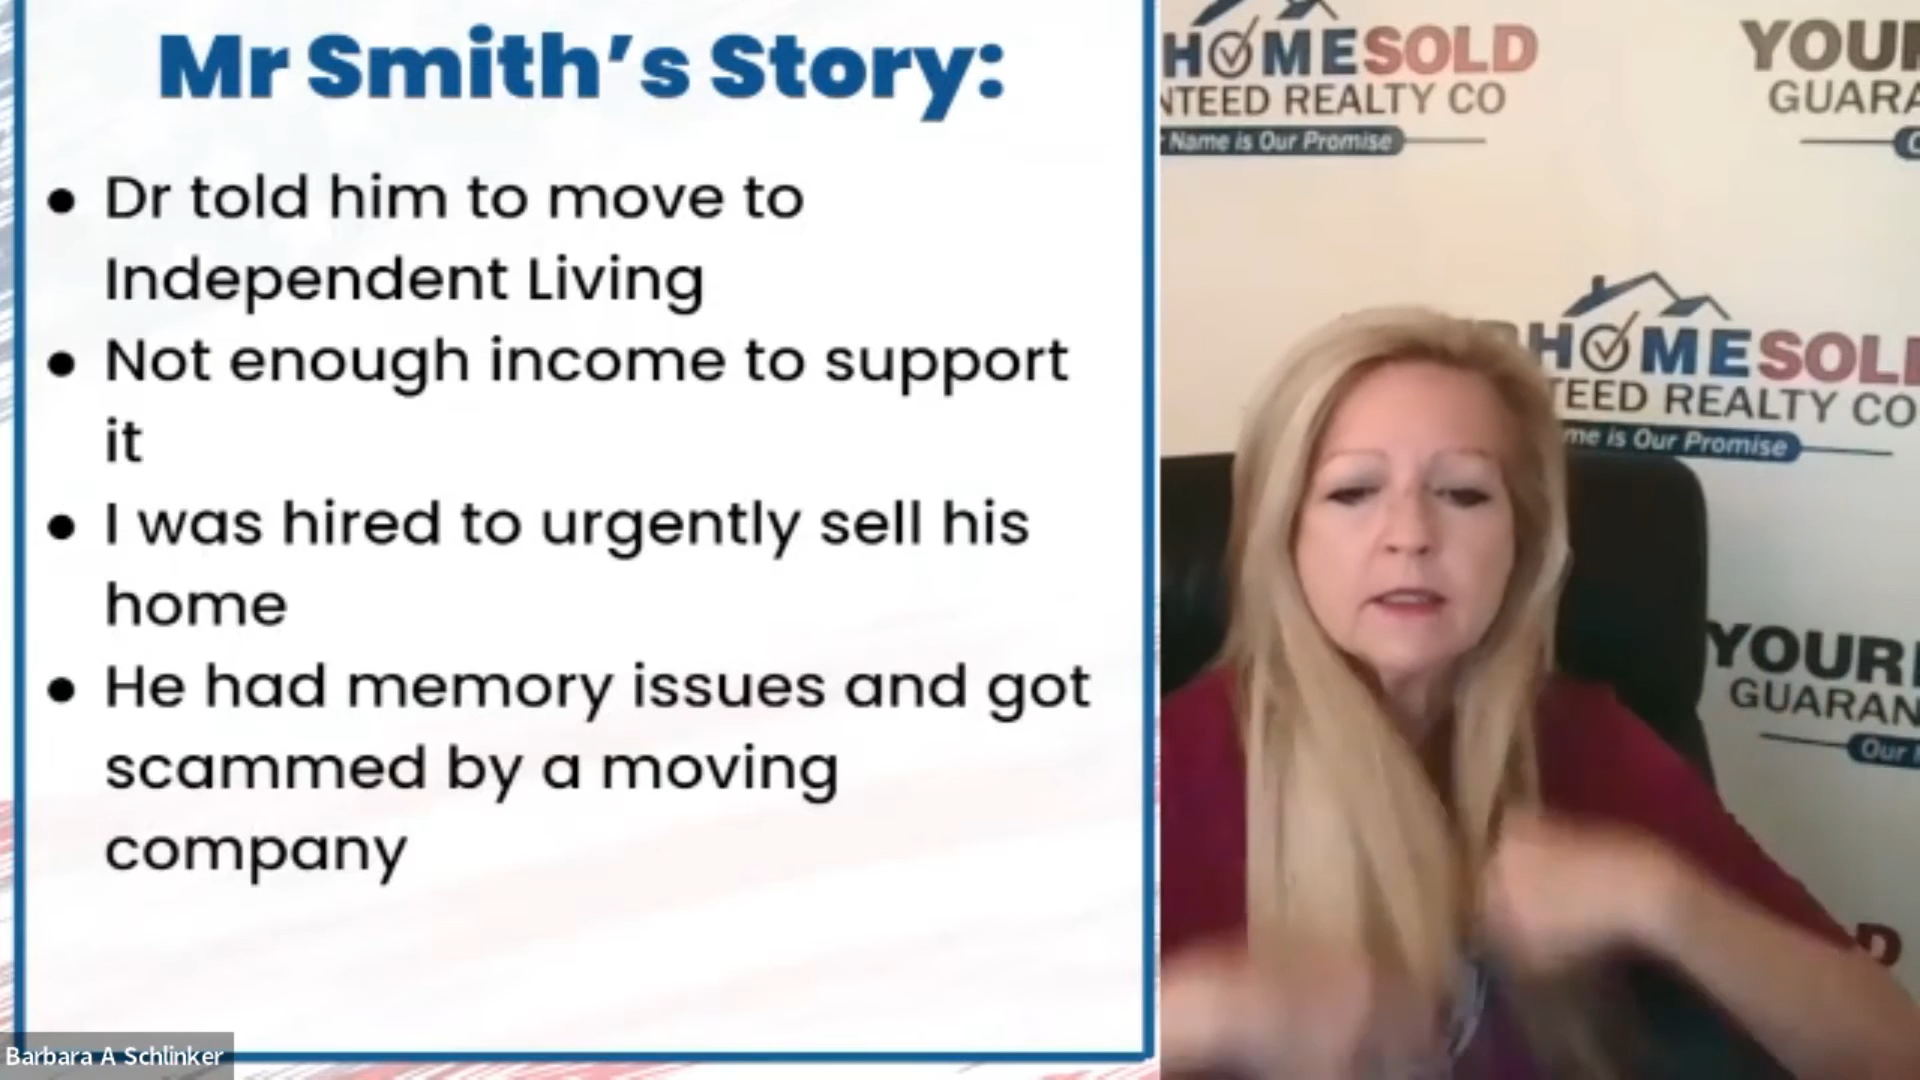 Mr Smith's Story:
● Dr told him to move to
Independent Living
● Not enough income to support
it
● I was hired to urgently sell his
home
● He had memory issues and got
scammed by a moving
company
Barbara A Schlinker
HOMESOLD
NTEED REALTY CO
Name is Our Promise
YOUR
GUARA
HOMESOL
TEED REALTY CO
me is Our Promise
YOUR
GUARAN
Our
D